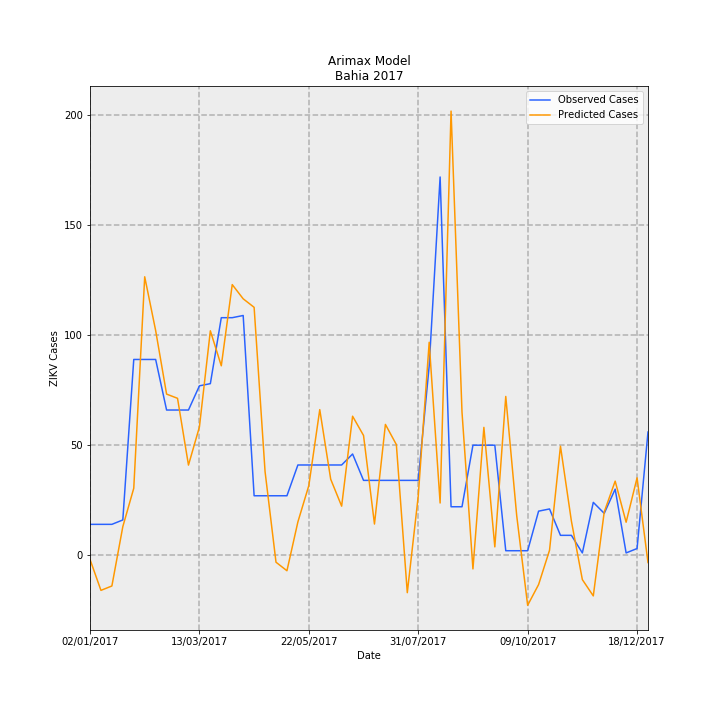 Arimax Model
Bahia 2017
Observed Cases
Predicted Cases
200
150
100
50
0
ZIKV Cases
02/01/2017 13/03/2017 22/05/2017 31/07/2017 09/10/2017 18/12/2017
Date